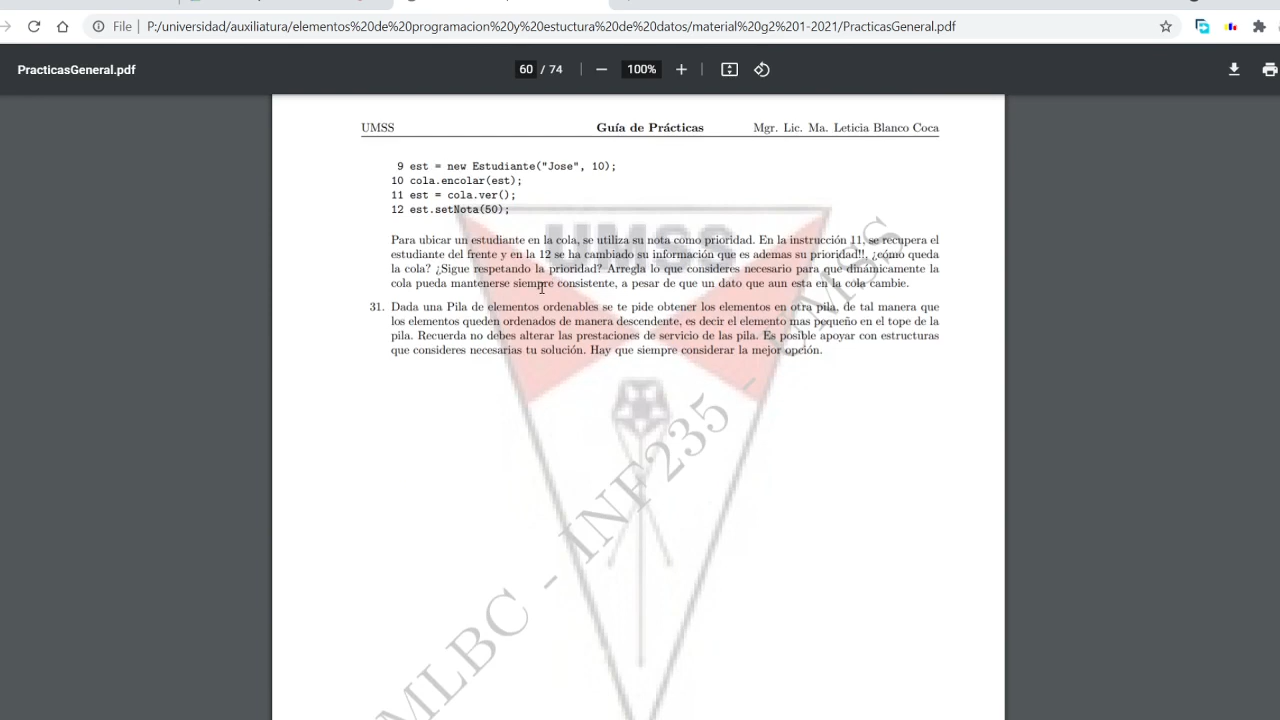 File
P:/universidad/auxiliatura/elementos%20de%20programacion%20y%20estuctura%20de%20datos/material%20g2%201-2021/PracticasGeneral.pdf
PracticasGeneral.pdf
60 / 74
100%
UMSS
Guía de Prácticas
Mgr. Lic. Ma. Leticia Blanco Coca
9 est = new Estudiante("Jose", 10);
10 cola.encolar(est);
11 est = cola.ver();
12 est.setNota(50);
Para ubicar un estudiante en la cola, se utiliza su nota como prioridad. En la instrucción 11, se recupera el
estudiante del frente y en la 12 se ha cambiado su información que es ademas su prioridad!!, ¿cómo queda
la cola? ¿Sigue respetando la prioridad? Arregla lo que consideres necesario para que dinámicamente la
cola pueda mantenerse siempre consistente, a pesar de que un dato que aun esta en la cola cambie.
31. Dada una Pila de elementos ordenables se te pide obtener los elementos en otra pila, de tal manera que
los elementos queden ordenados de manera descendente, es decir el elemento mas pequeño en el tope de la
pila. Recuerda no debes alterar las prestaciones de servicio de las pila. Es posible apoyar con estructuras
que consideres necesarias tu solución. Hay que siempre considerar la mejor opción.
UMSS
MLBC - INF235 - UMSS